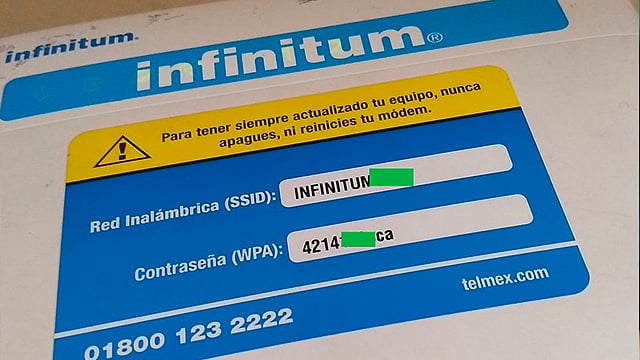 infinitum.
infinitum®
Para tener siempre actualizado tu equipo, nunca
apagues, ni reinicies tu módem.
Red Inalámbrica (SSID): INFINITUM
Contraseña (WPA): 4214 ca
telmex.com
01800 123 2222